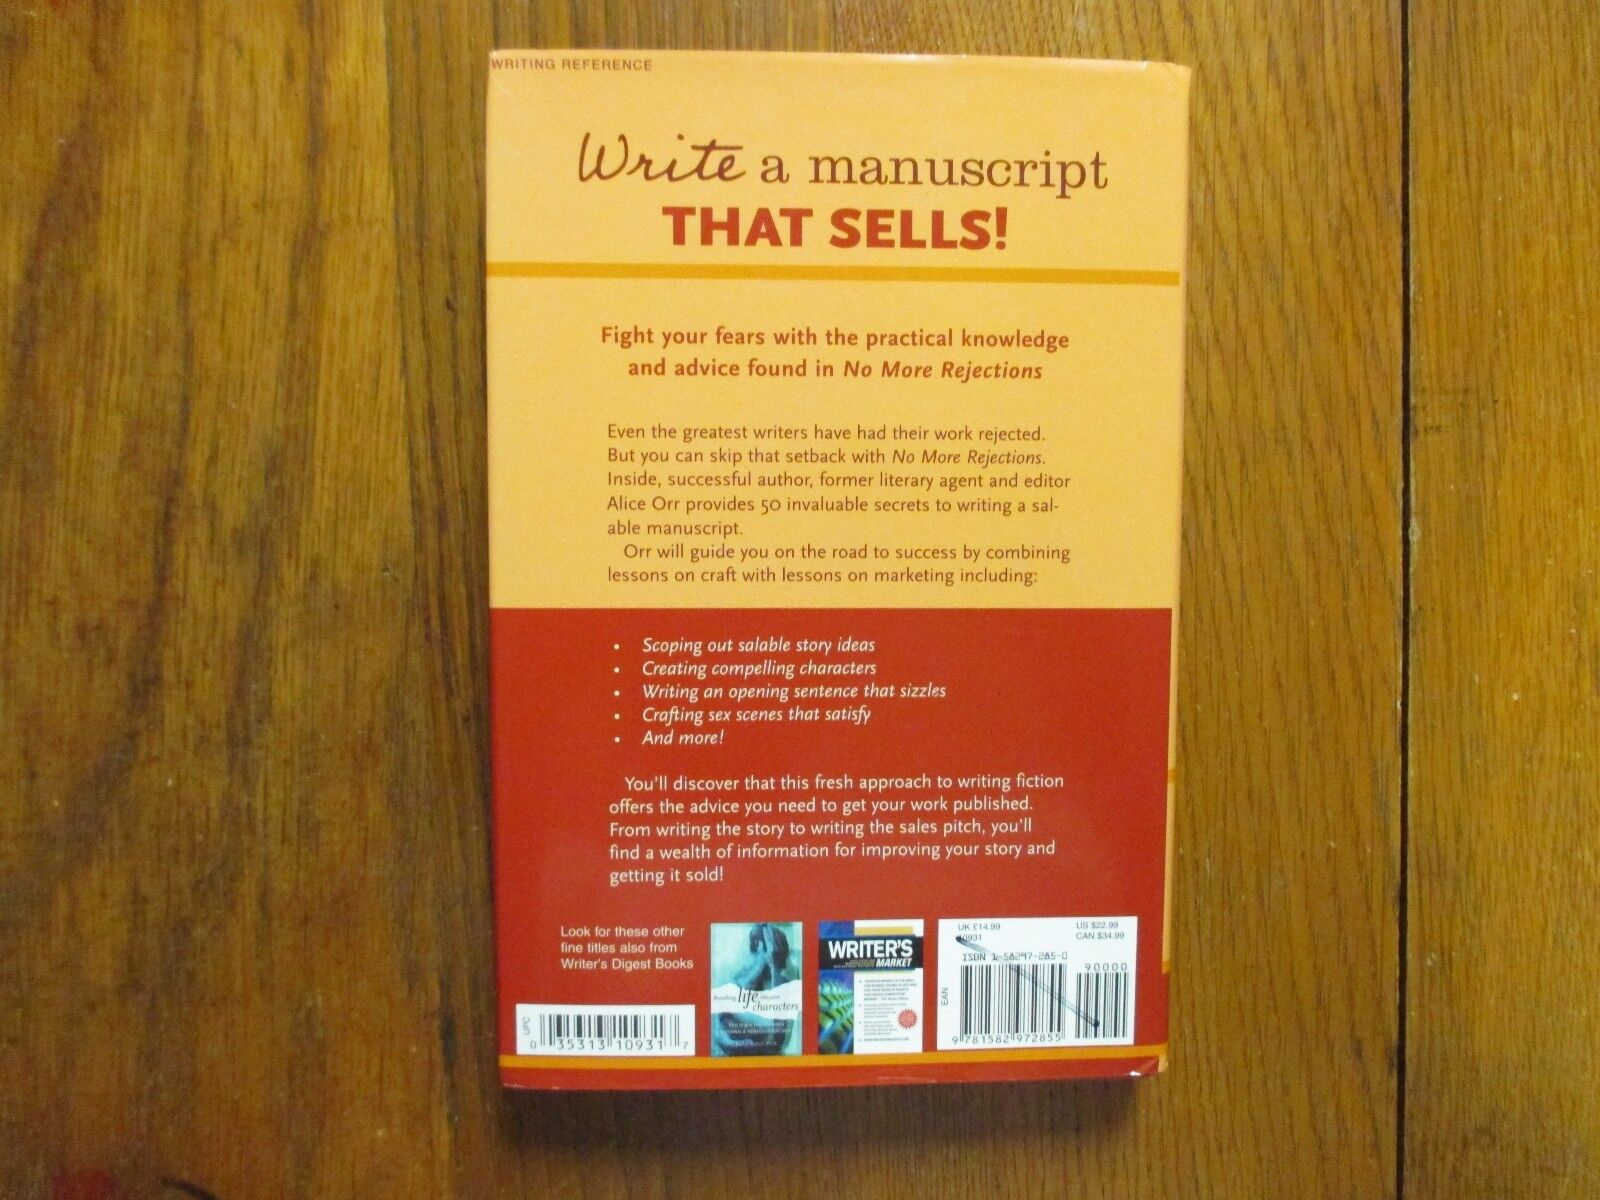 WRITING REFERENCE
Write a manuscript
THAT SELLS!
Fight your fears with the practical knowledge
and advice found in No More Rejections
Even the greatest writers have had their work rejected.
But you can skip that setback with No More Rejections.
Inside, successful author, former literary agent and editor
Alice Orr provides 50 invaluable secrets to writing a sal-
able manuscript.
Orr will guide you on the road to success by combining
lessons on craft with lessons on marketing including:
• Scoping out salable story ideas
• Creating compelling characters
• Writing an opening sentence that sizzles
• Crafting sex scenes that satisfy
• And more!
You'll discover that this fresh approach to writing fiction
offers the advice you need to get your work published.
From writing the story to writing the sales pitch, you'll
find a wealth of information for improving your story and
getting it sold!
Look for these other
fine titles also from
Writer's Digest Books
UPC
0 35313 10931 7
Breathing life into your
characters
WRITER'S
MARKET
UK £14.99
US $22.99
10931
CAN $34.99
ISBN 1-58297-285-0
90000
EAN
9 781582 972855